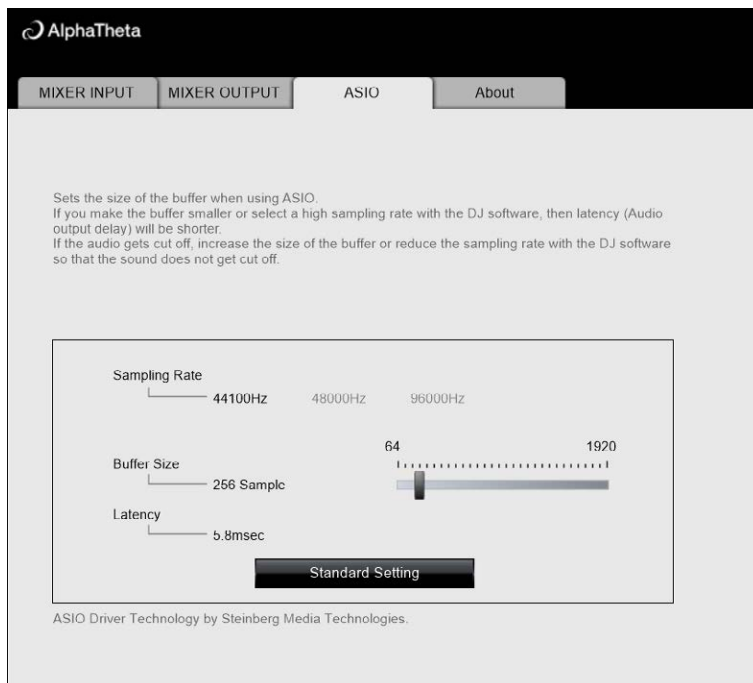 AlphaTheta
MIXER INPUT MIXER OUTPUT ASIO About
Sets the size of the buffer when using ASIO.
If you make the buffer smaller or select a high sampling rate with the DJ software, then latency (Audio
output delay) will be shorter.
If the audio gets cut off, increase the size of the buffer or reduce the sampling rate with the DJ software
so that the sound does not get cut off.
Sampling Rate
44100Hz 48000Hz 96000Hz
64 1920
Buffer Size
256 Sample
Latency
5.8msec
Standard Setting
ASIO Driver Technology by Steinberg Media Technologies.